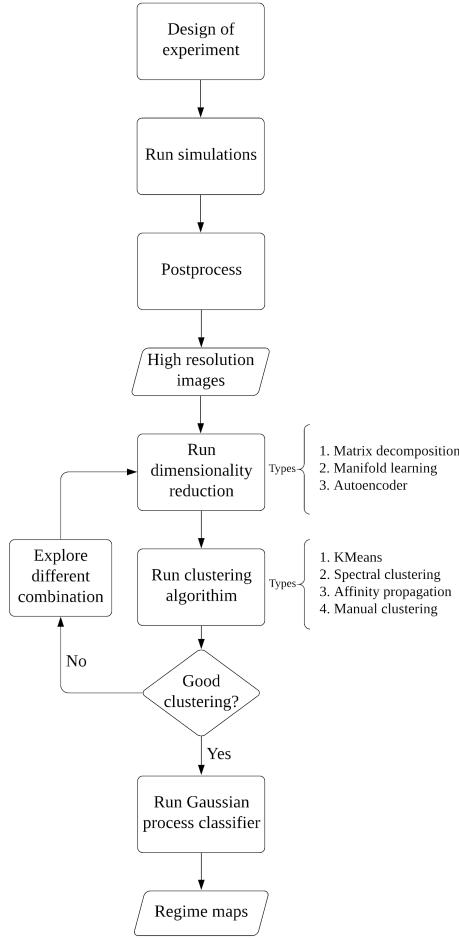 Design of
experiment
Run simulations
Postprocess
High resolution
images
Run
dimensionality
reduction
Types
1. Matrix decomposition
2. Manifold learning
3. Autoencoder
Explore
different
combination
Run clustering
algorithim
Types
1. KMeans
2. Spectral clustering
3. Affinity propagation
4. Manual clustering
No
Good
clustering?
Yes
Run Gaussian
process classifier
Regime maps